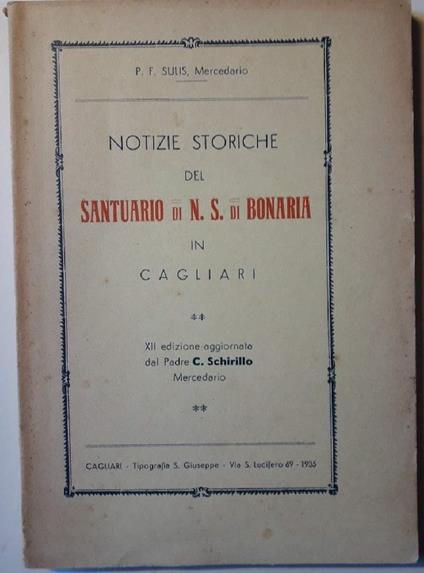 P. F. SULIS, Mercedario
NOTIZIE STORICHE
DEL
SANTUARIO DI N. S. DI BONARIA
IN
CAGLIARI
XII edizione aggiornata
dal Padre C. Schirillo
Mercedario
CAGLIARI - Tipografia S. Giuseppe - Via S. Lucifero 69 - 1935